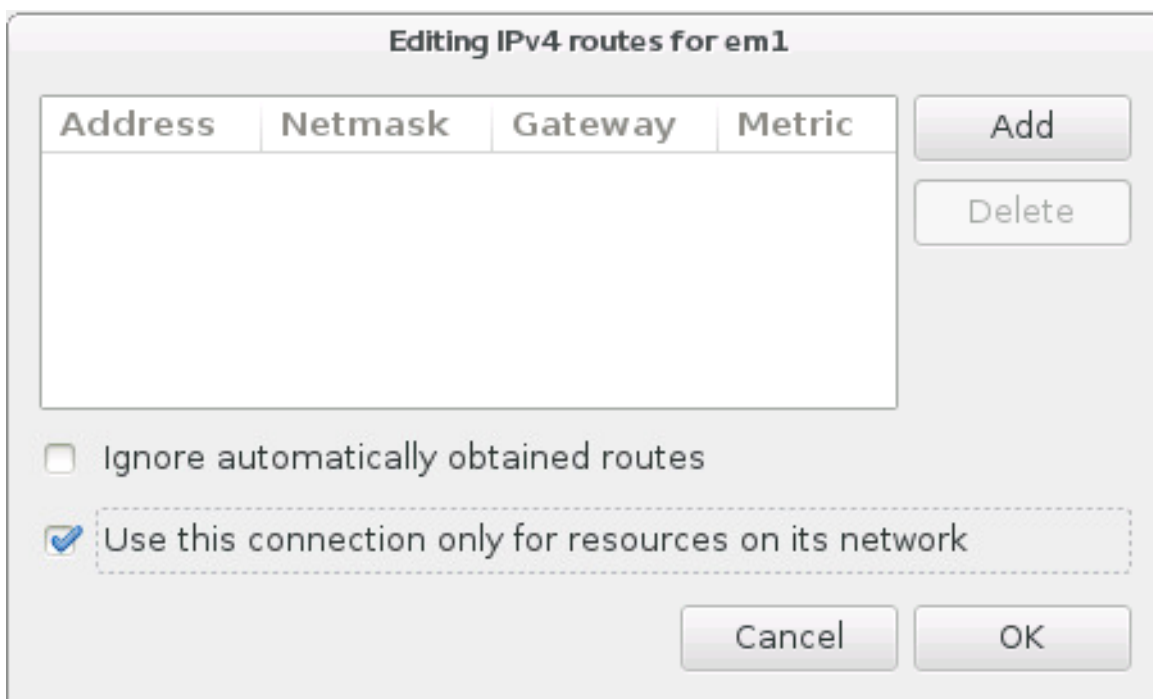 Editing IPv4 routes for em1
Address Netmask Gateway Metric
Add
Delete
Ignore automatically obtained routes
Use this connection only for resources on its network
Cancel OK